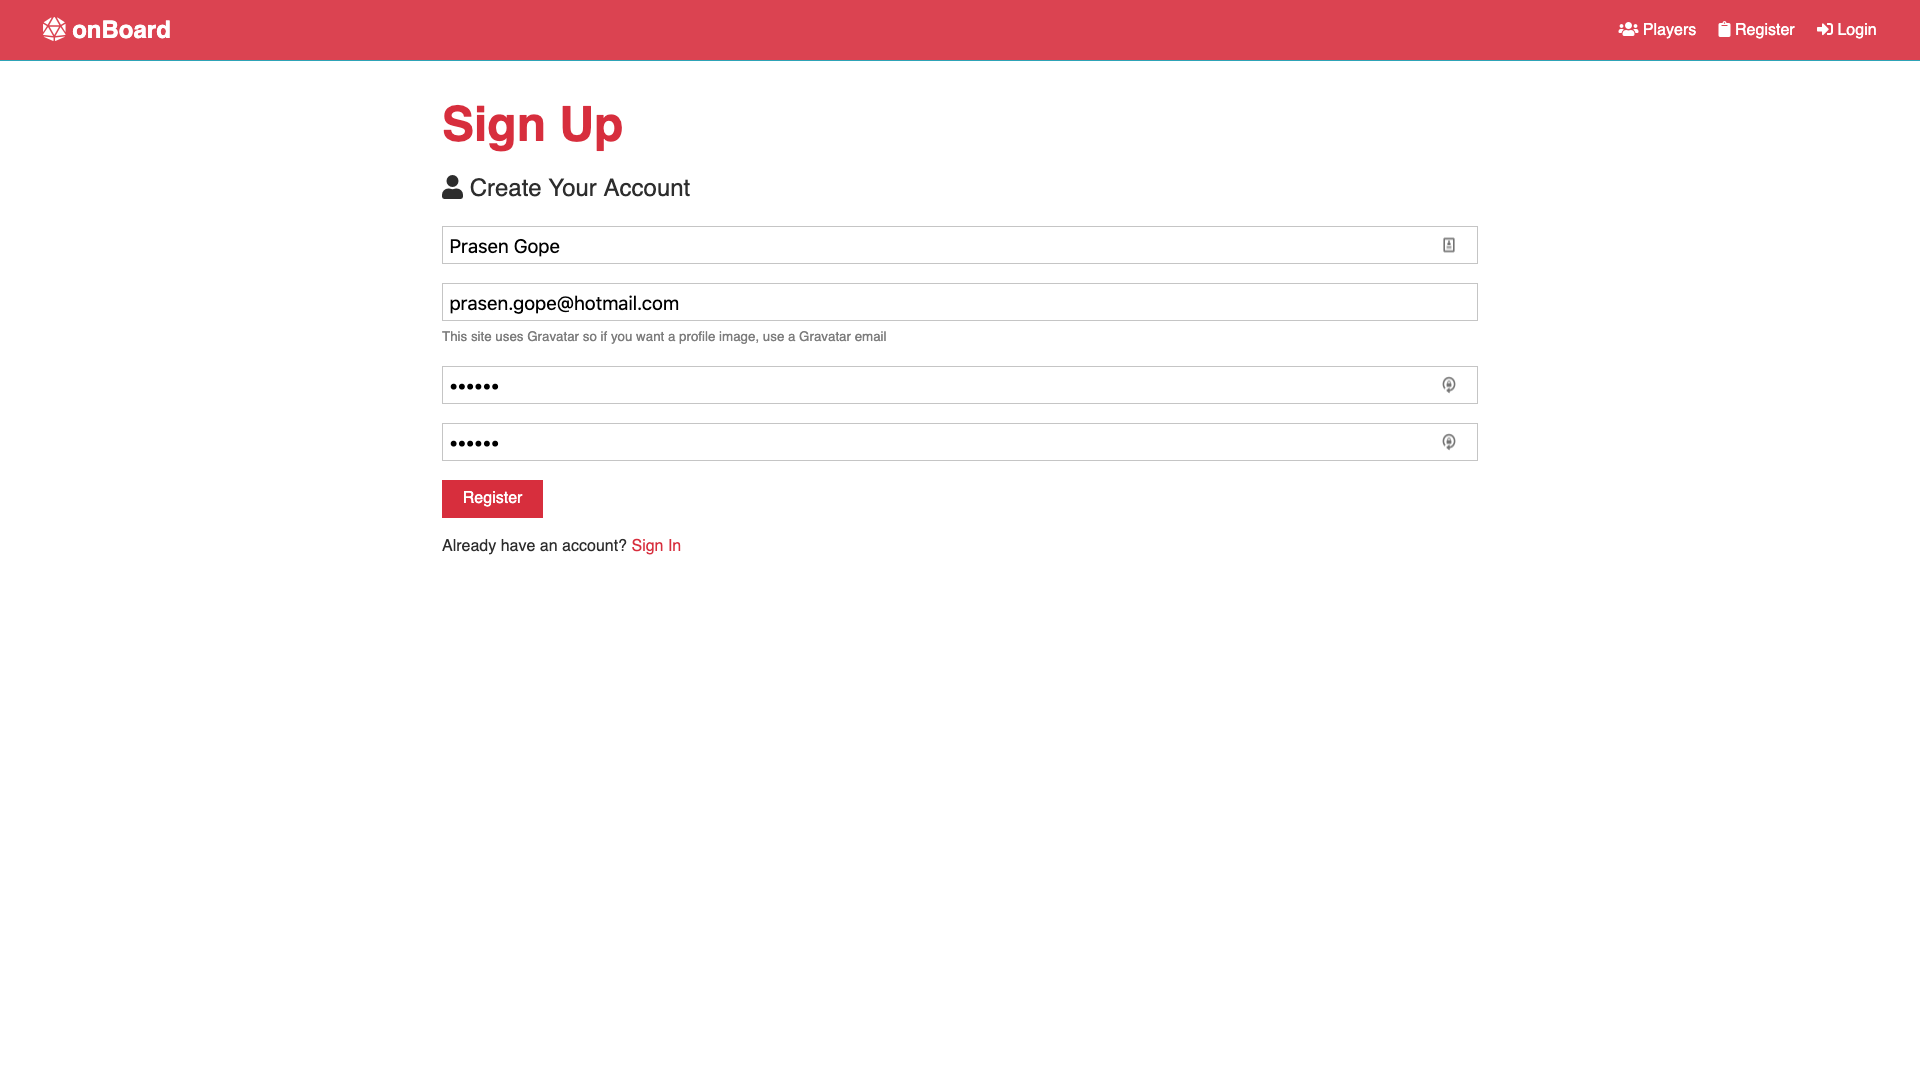 onBoard
Players Register Login
Sign Up
Create Your Account
Prasen Gope
prasen.gope@hotmail.com
This site uses Gravatar so if you want a profile image, use a Gravatar email
••••••
••••••
Register
Already have an account? Sign In